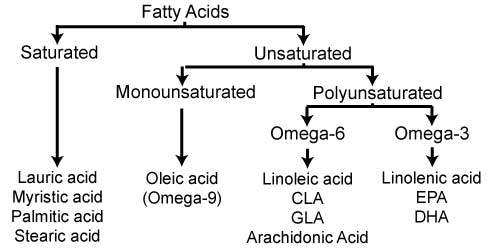 Fatty Acids
Saturated
Unsaturated
Monounsaturated
Polyunsaturated
Omega-6
Omega-3
Lauric acid
Myristic acid
Palmitic acid
Stearic acid
Oleic acid
(Omega-9)
Linoleic acid
CLA
GLA
Arachidonic Acid
Linolenic acid
EPA
DHA